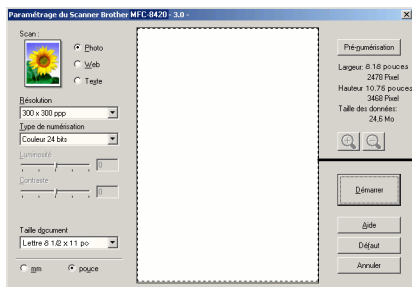 Paramétrage du Scanner Brother MFC-8420 - 3.0 -
Scan :
Photo
Web
Texte
Résolution
300 x 300 ppp
Type de numérisation
Couleur 24 bits
Luminosité
0
Contraste
0
Taille document
Lettre 8 1/2 x 11 po
mm
pouce
Pré-numérisation
Largeur: 8.18 pouces
2478 Pixel
Hauteur 10.75 pouces
3468 Pixel
Taille des données:
24,6 Mo
Démarrer
Aide
Défaut
Annuler